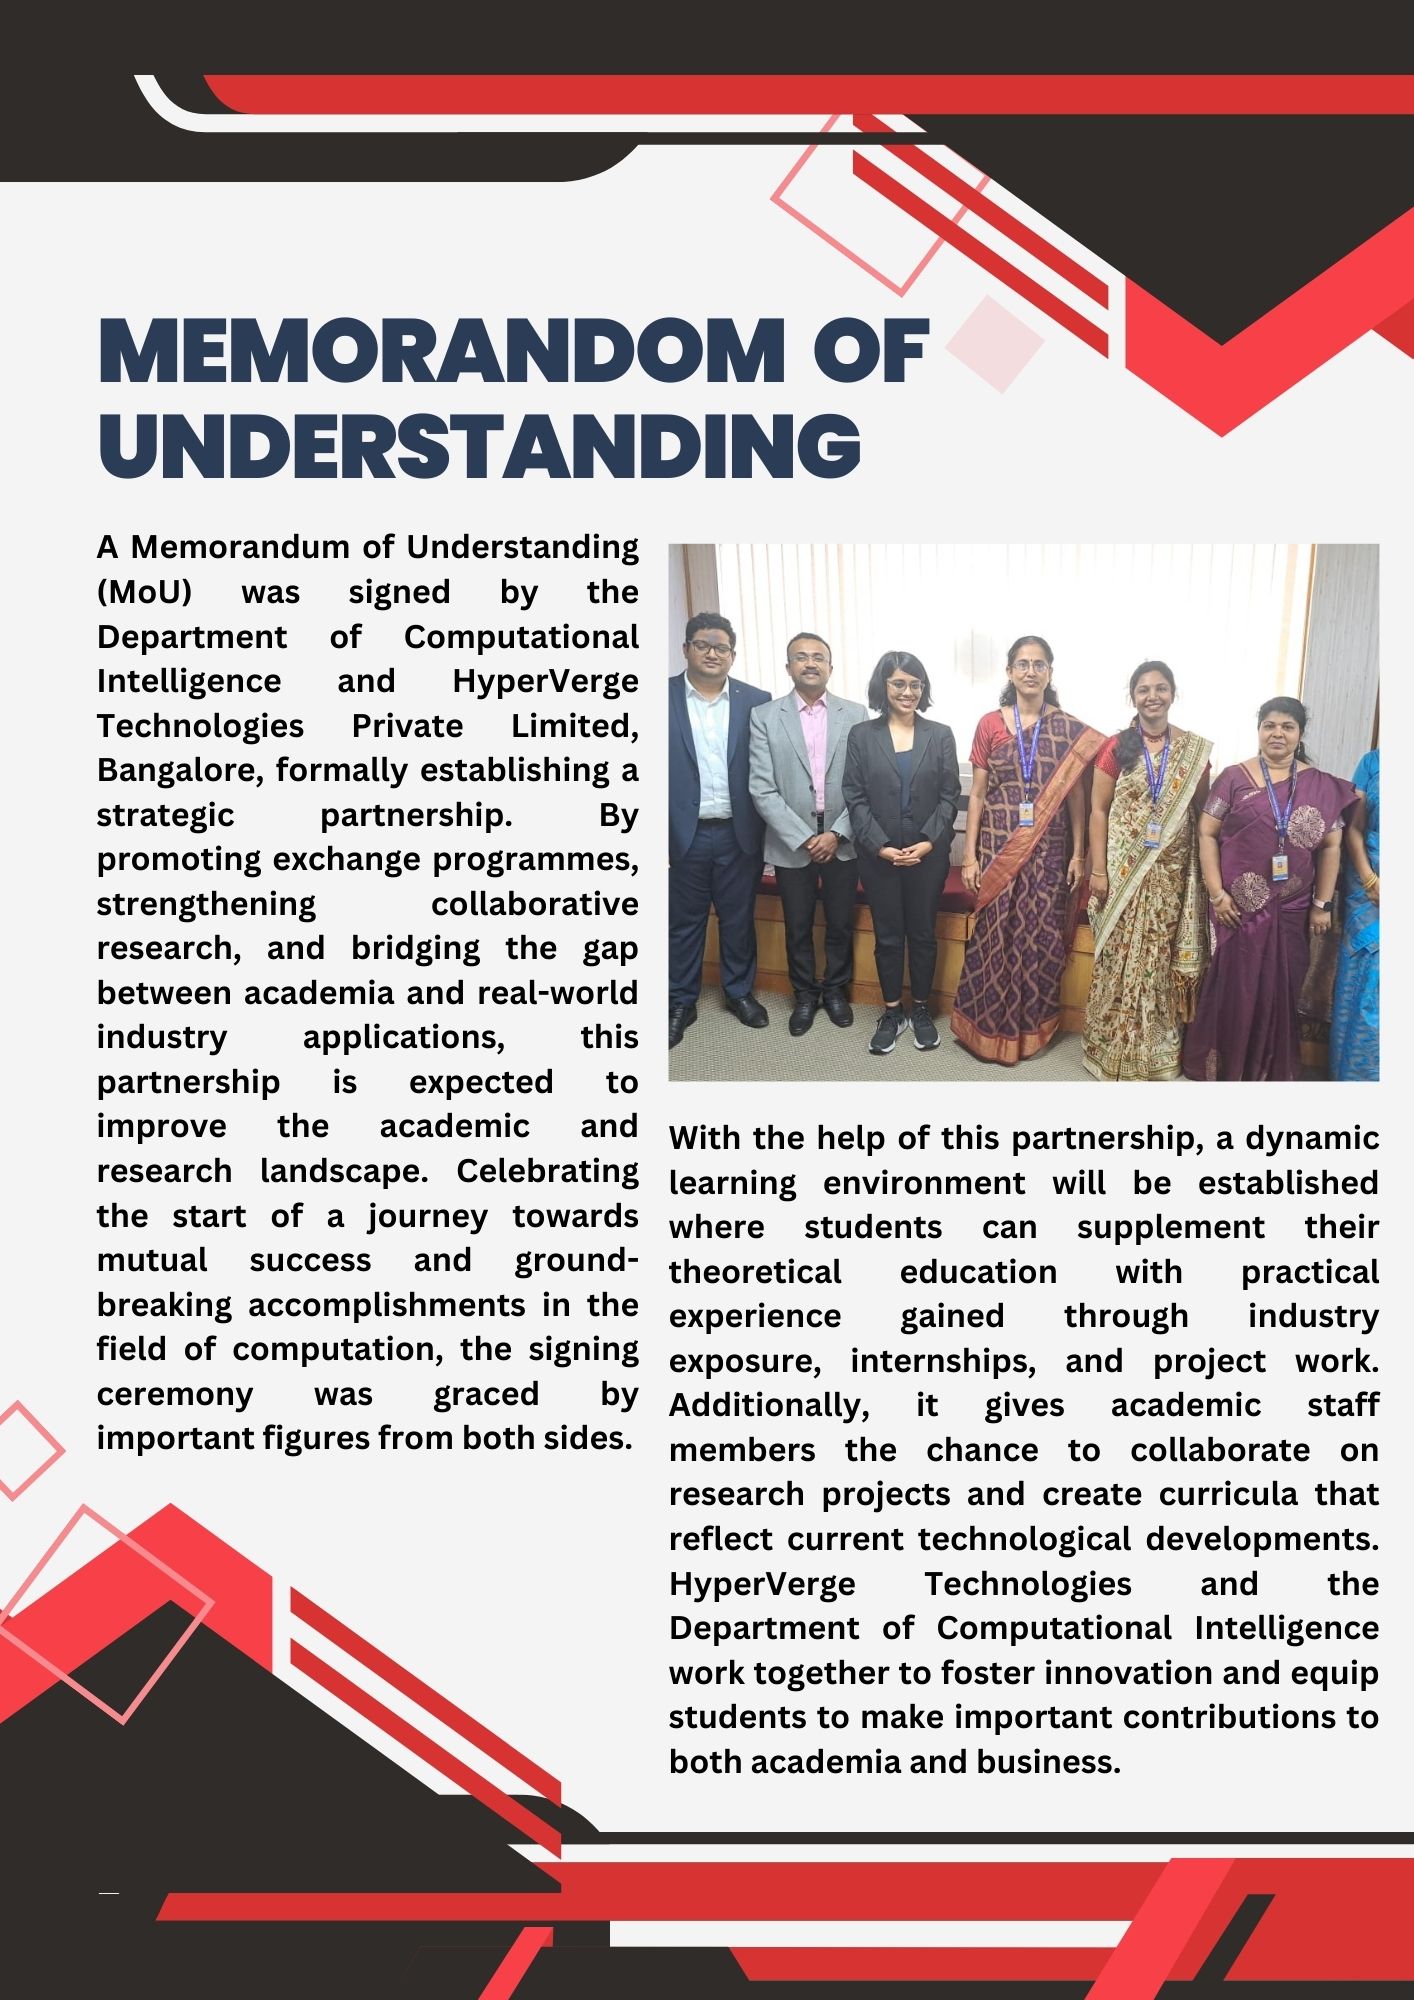 MEMORANDOM OF
UNDERSTANDING
A Memorandum of Understanding
(MoU) was signed by the
Department of Computational
Intelligence and HyperVerge
Technologies Private Limited,
Bangalore, formally establishing a
strategic partnership. By
promoting exchange programmes,
strengthening collaborative
research, and bridging the gap
between academia and real-world
industry applications, this
partnership is expected to
improve the academic and
research landscape. Celebrating
the start of a journey towards
mutual success and ground-
breaking accomplishments in the
field of computation, the signing
ceremony was graced by
important figures from both sides.
With the help of this partnership, a dynamic
learning environment will be established
where students can supplement their
theoretical education with practical
experience gained through industry
exposure, internships, and project work.
Additionally, it gives academic staff
members the chance to collaborate on
research projects and create curricula that
reflect current technological developments.
HyperVerge Technologies and the
Department of Computational Intelligence
work together to foster innovation and equip
students to make important contributions to
both academia and business.